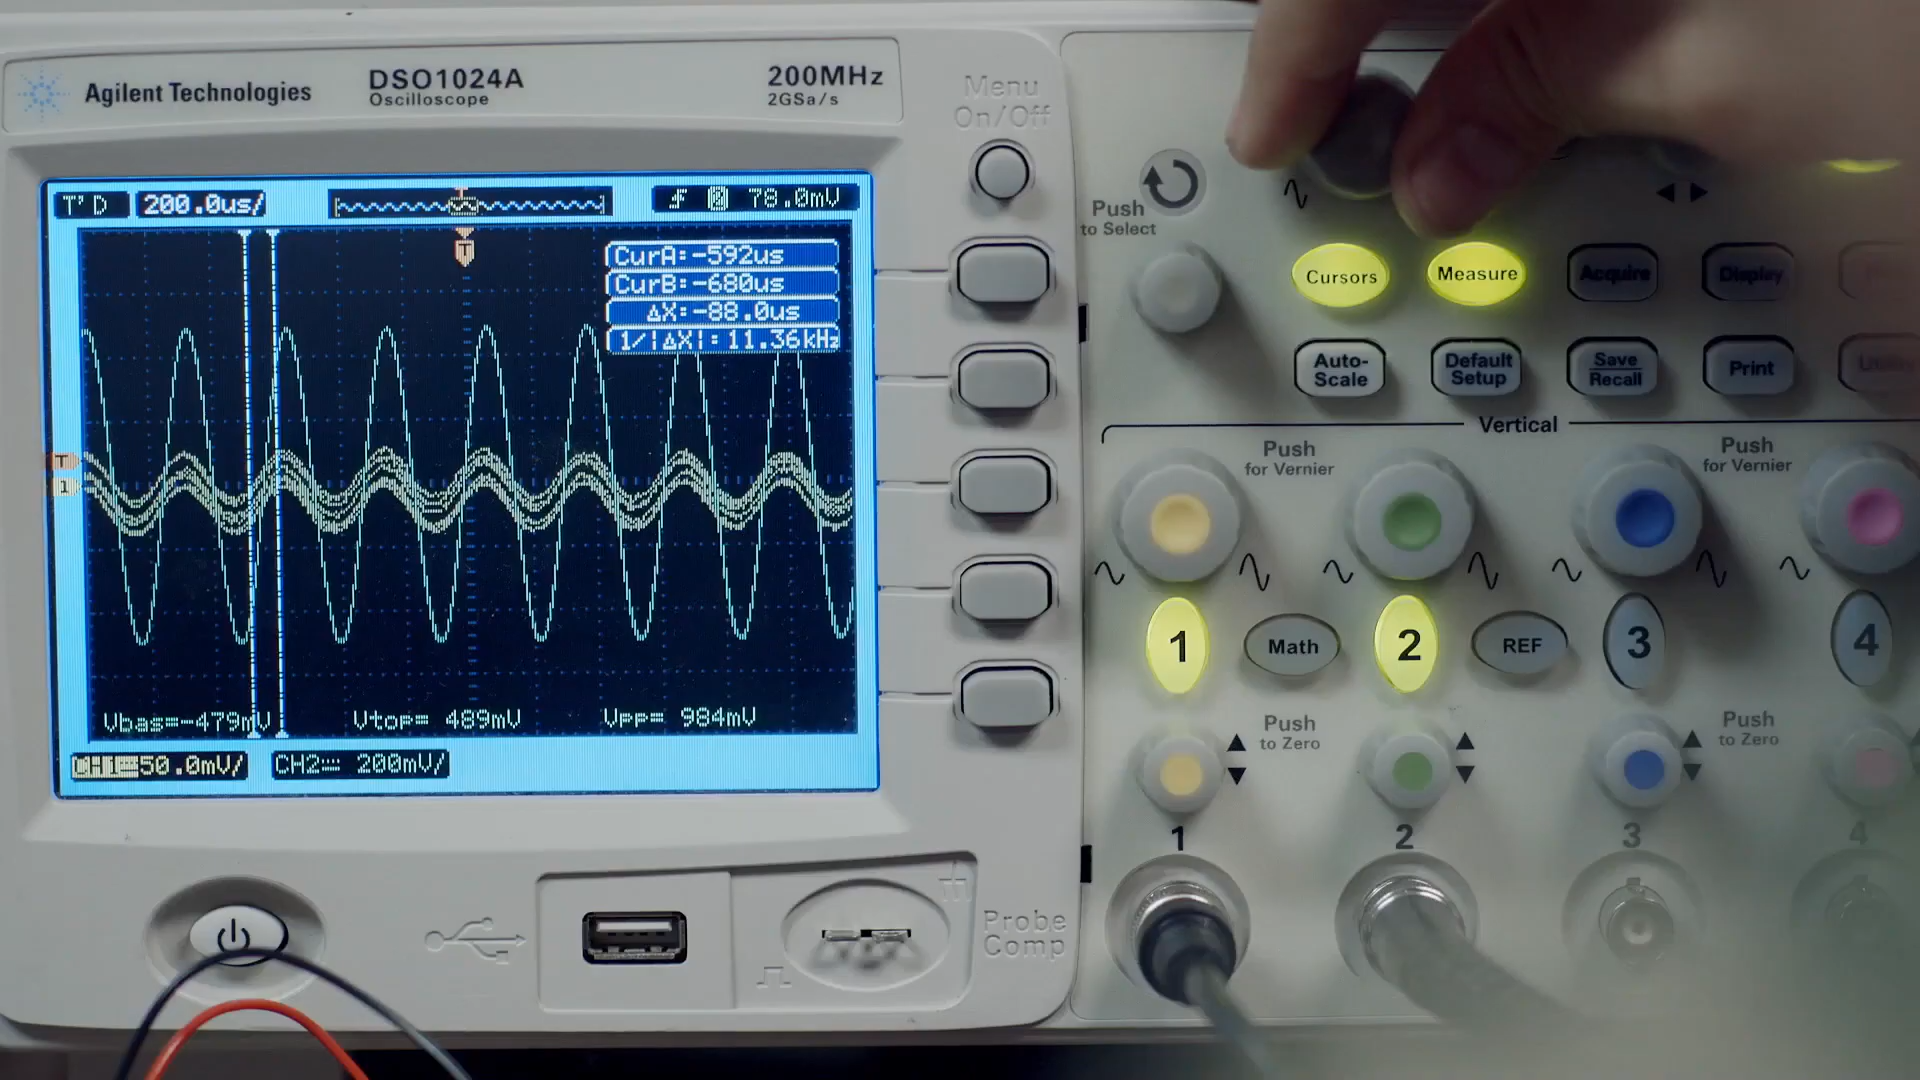 Agilent Technologies
DSO1024A
Oscilloscope
200MHz
2GSa/s
Menu
On/Off
T'D
200.0us/
T
78.0mV
T
CurA:-592us
CurB:-680us
ΔX:-88.0us
1/|ΔX|: 11.36kHz
T
1
Vbas=-479mV
Vtop= 489mV
Vpp= 984mV
CH1 50.0mV/
CH2 200mV/
Push
to Select
Cursors
Measure
Acquire
Display
Auto-
Scale
Default
Setup
Save
Recall
Print
Utility
Vertical
Push
for Vernier
Push
for Vernier
1
Math
2
REF
3
4
Push
to Zero
Push
to Zero
1
2
3
4
Probe
Comp